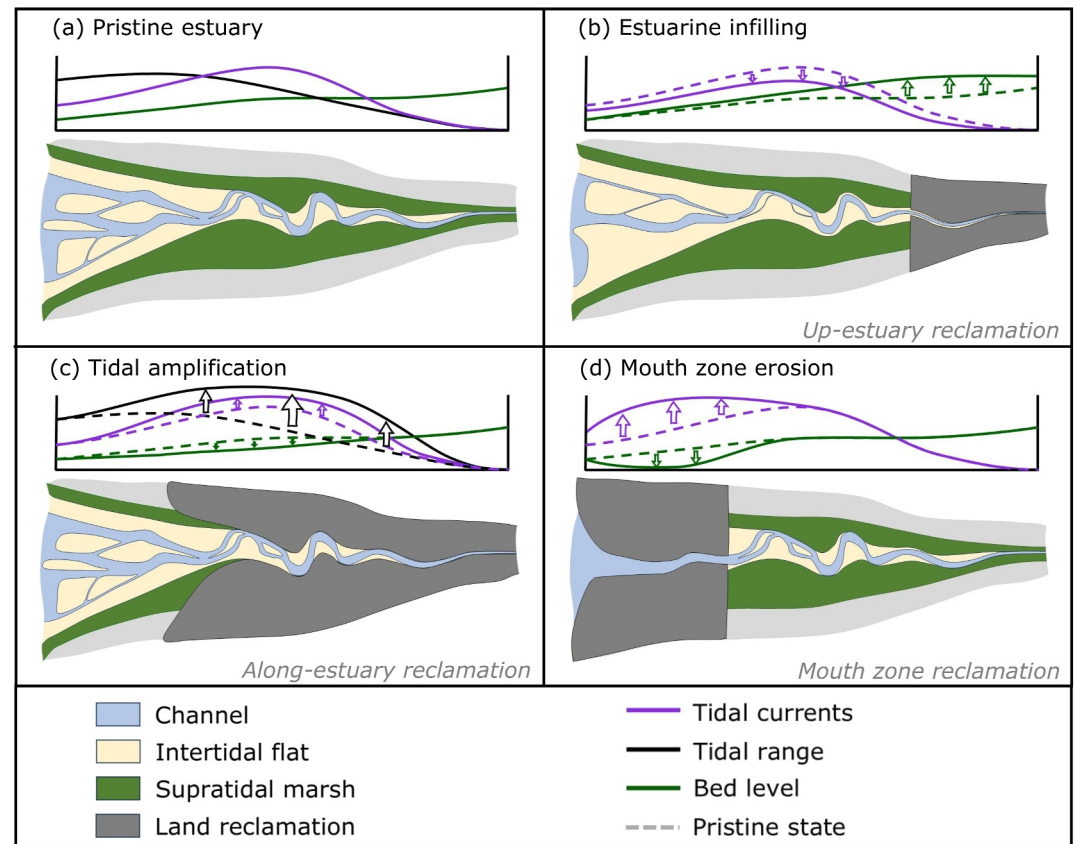 (a) Pristine estuary
(b) Estuarine infilling
Up-estuary reclamation
(c) Tidal amplification
(d) Mouth zone erosion
Along-estuary reclamation
Mouth zone reclamation
Channel
Intertidal flat
Supratidal marsh
Land reclamation
Tidal currents
Tidal range
Bed level
Pristine state